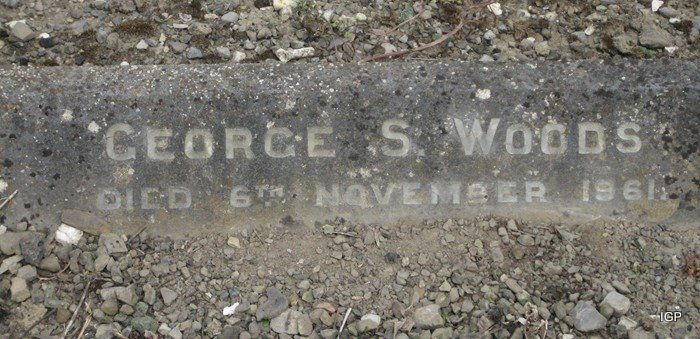 GEORGE S. WOODS
DIED 6TH NOVEMBER 1961.
IGP